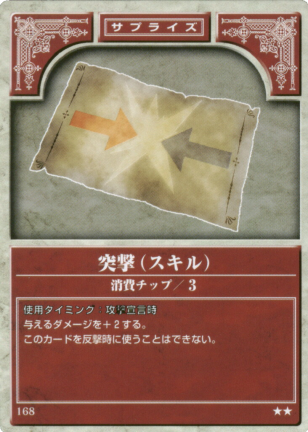 サプライズ
突撃(スキル)
消費チップ／3
使用タイミング 攻撃宣言時
与えるダメージを＋2する。
このカードを反撃時に使うことはできない。
168 ★★